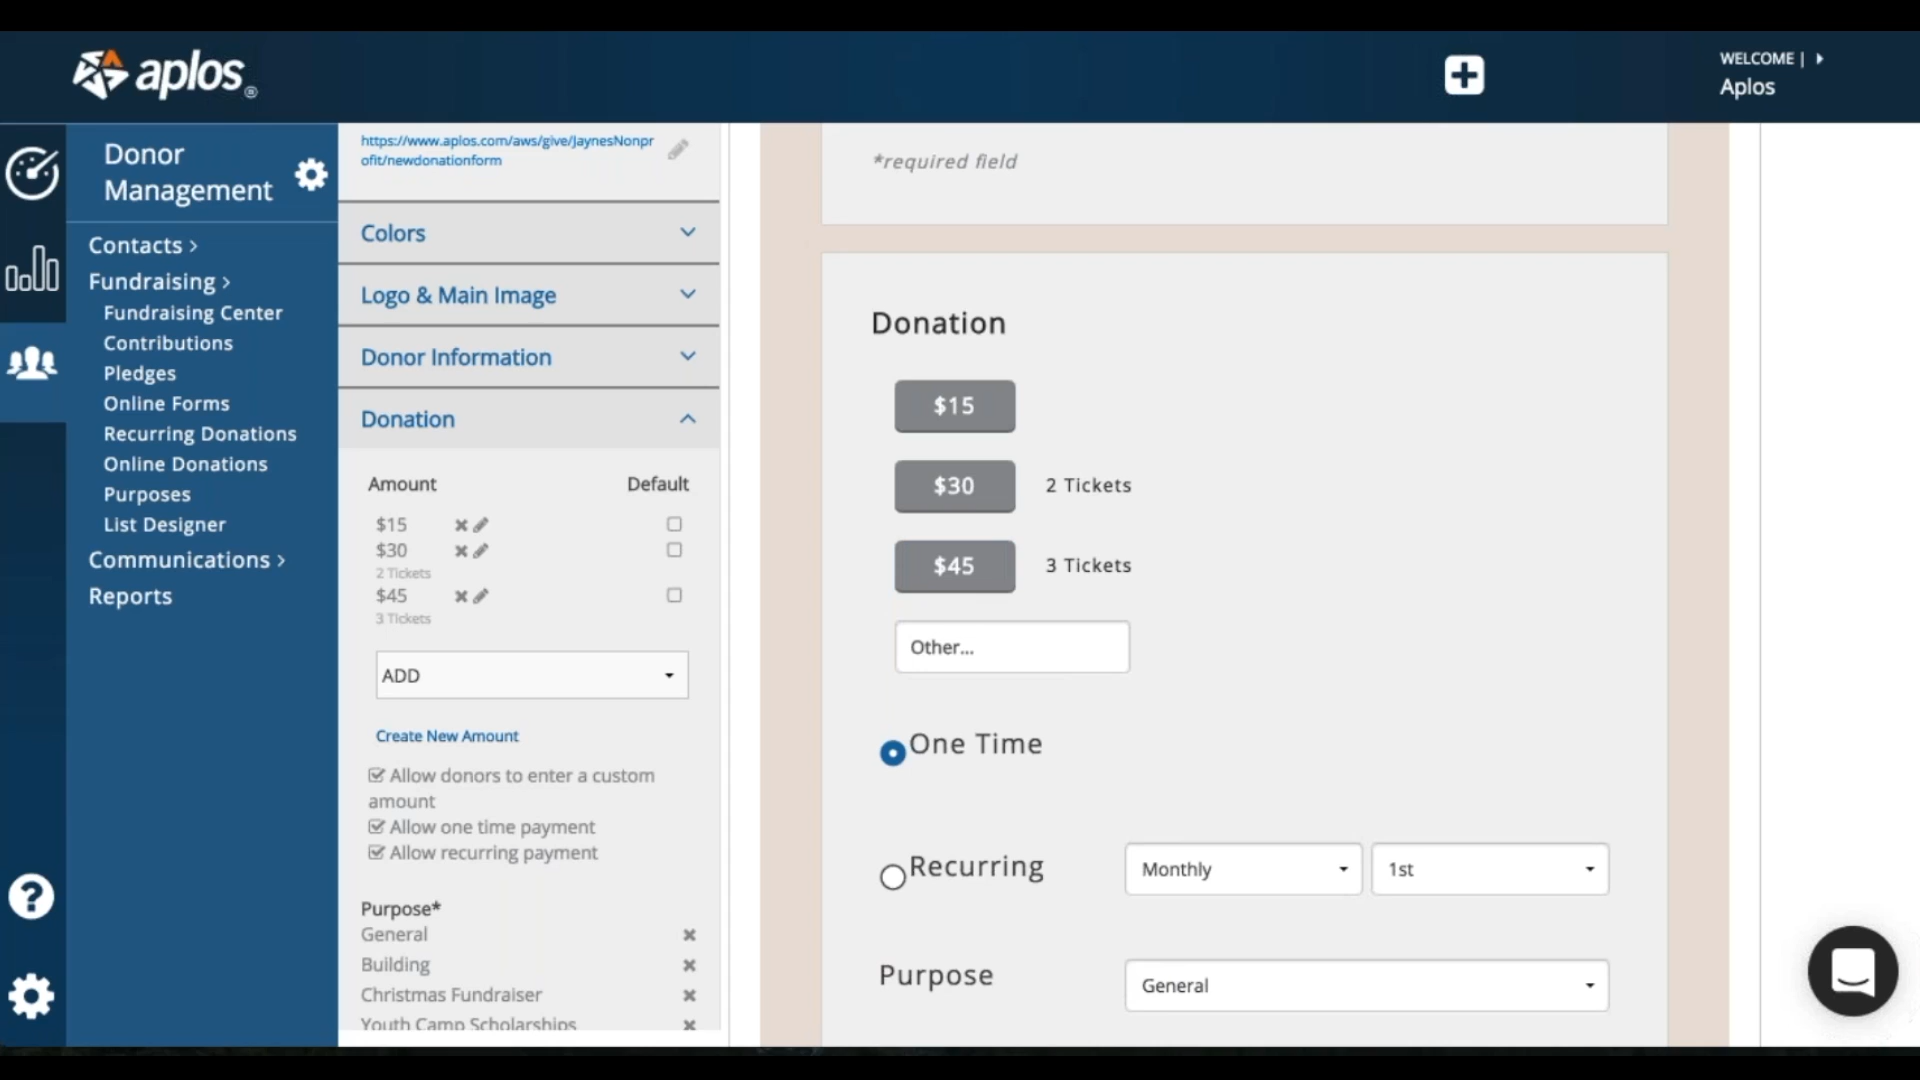 aplos®
WELCOME |
Aplos
Donor
Management
Contacts >
Fundraising >
Fundraising Center
Contributions
Pledges
Online Forms
Recurring Donations
Online Donations
Purposes
List Designer
Communications >
Reports
https://www.aplos.com/aws/give/JaynesNonpr
ofit/newdonationform
Colors
Logo & Main Image
Donor Information
Donation
Amount Default
$15
$30
2 Tickets
$45
3 Tickets
ADD
Create New Amount
Allow donors to enter a custom
amount
Allow one time payment
Allow recurring payment
Purpose*
General
Building
Christmas Fundraiser
Youth Camp Scholarships
*required field
Donation
$15
$30 2 Tickets
$45 3 Tickets
Other...
One Time
Recurring Monthly 1st
Purpose General